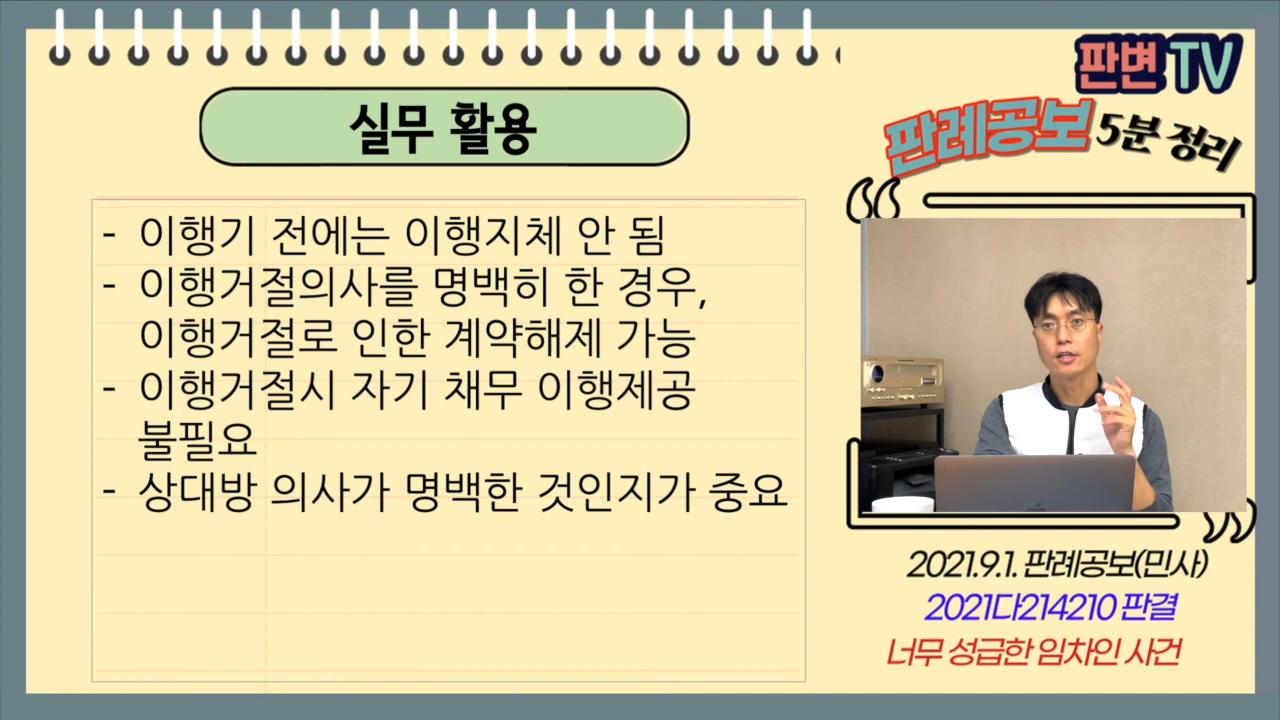 실무 활용
- 이행기 전에는 이행지체 안 됨
- 이행거절의사를 명백히 한 경우,
이행거절로 인한 계약해제 가능
- 이행거절시 자기 채무 이행제공
불필요
- 상대방 의사가 명백한 것인지가 중요
판변TV
판례공보 5분 정리
2021.9.1. 판례공보(민사)
2021다214210 판결
너무 성급한 임차인 사건